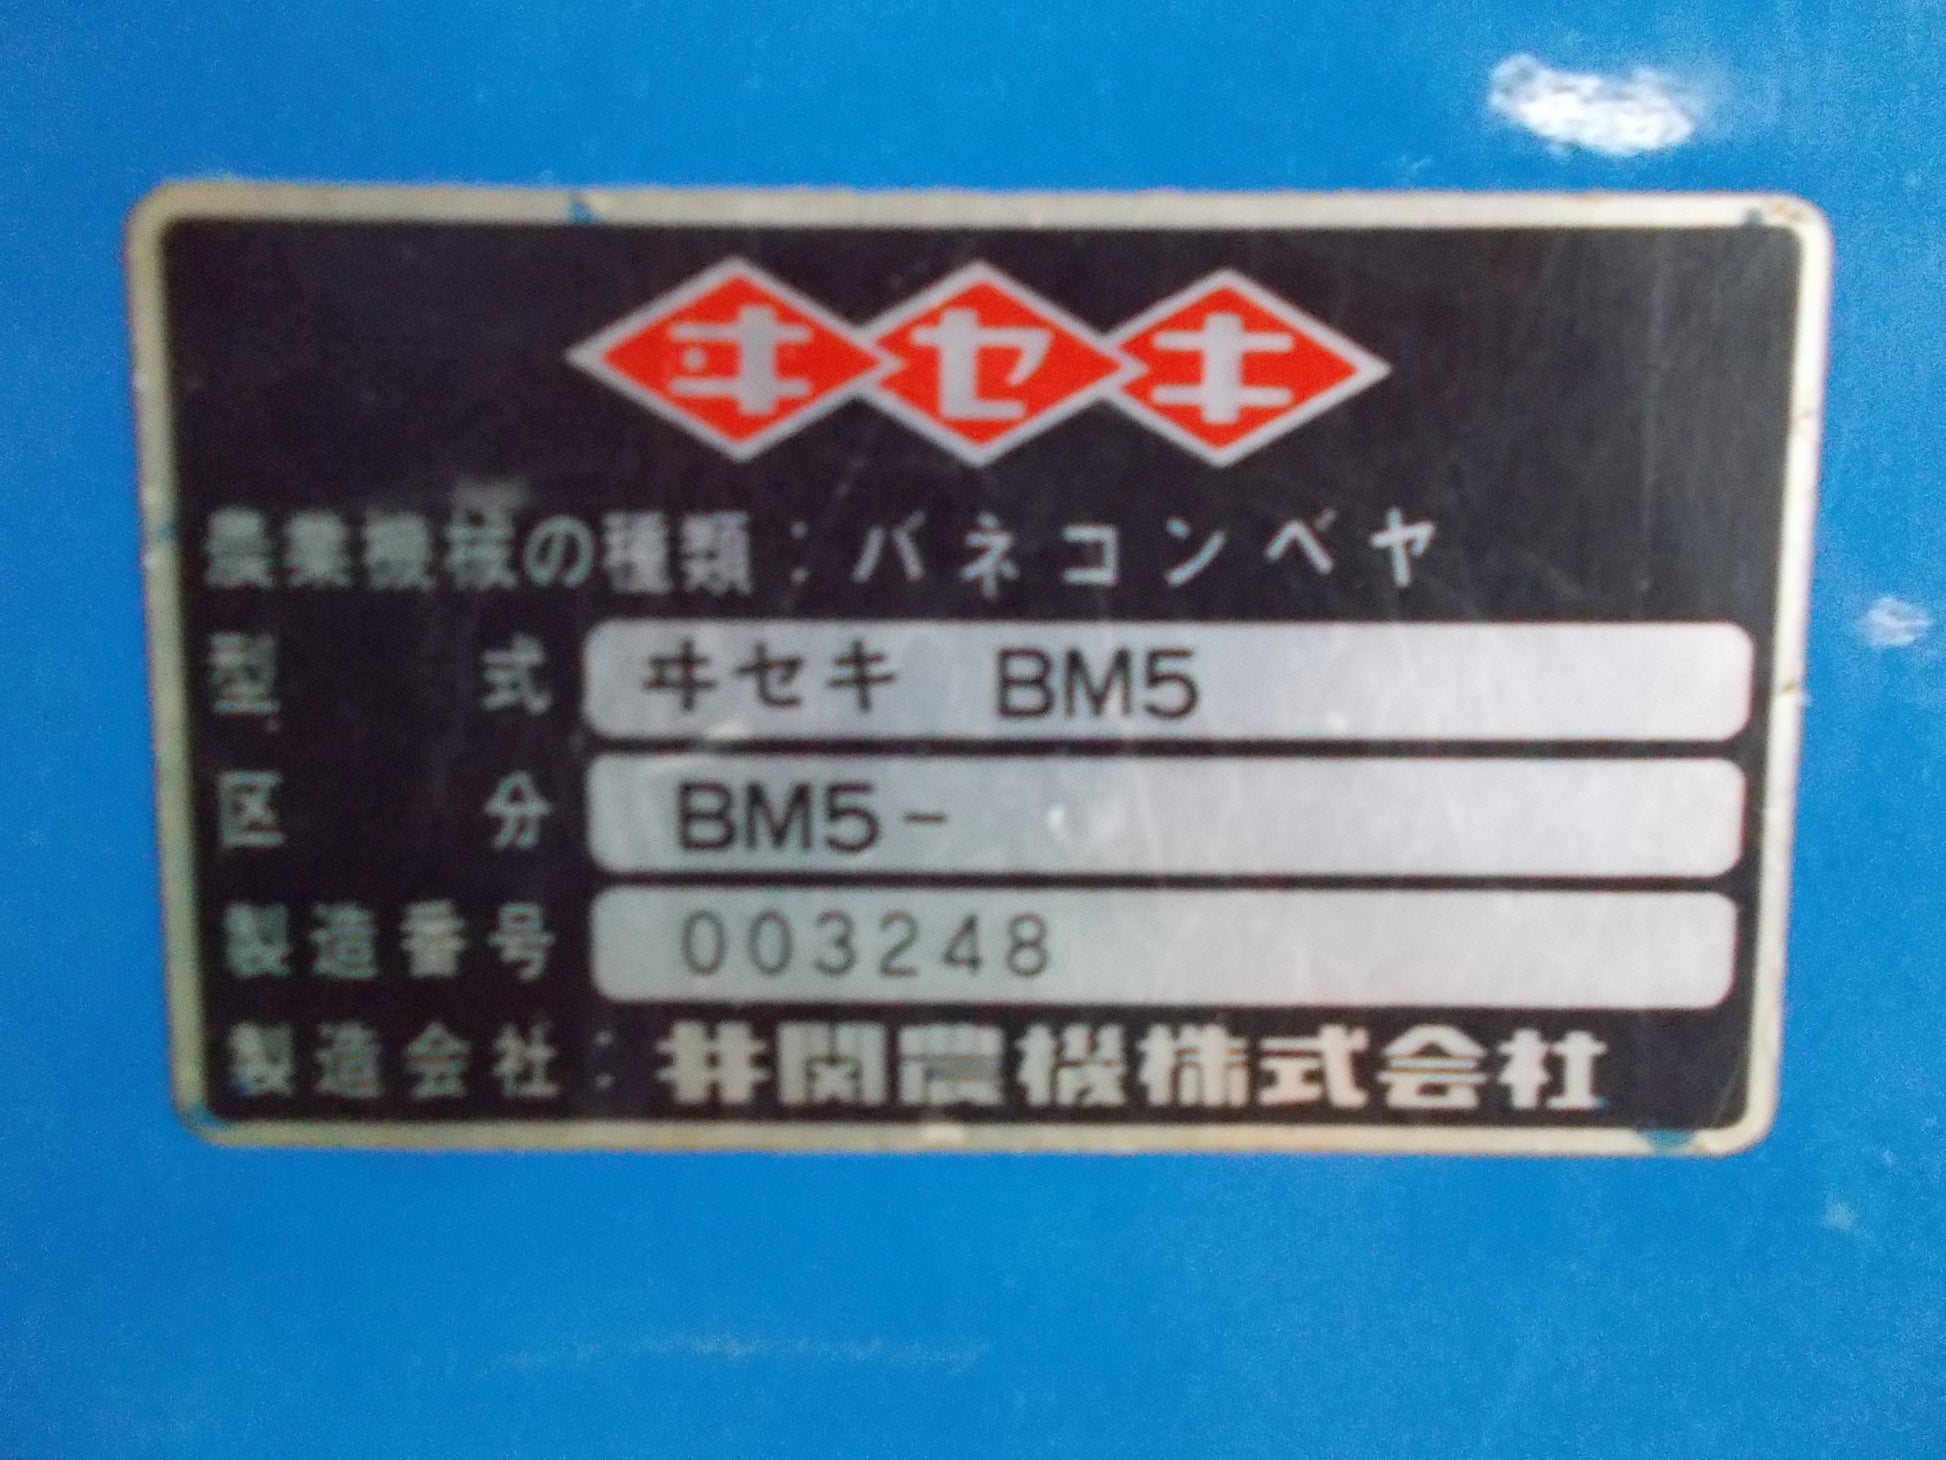 ヰセキ
農業機械の種類：バネコンベヤ
型式 ヰセキ BM5
区分 BM5-
製造番号 003248
製造会社：井関農機株式会社